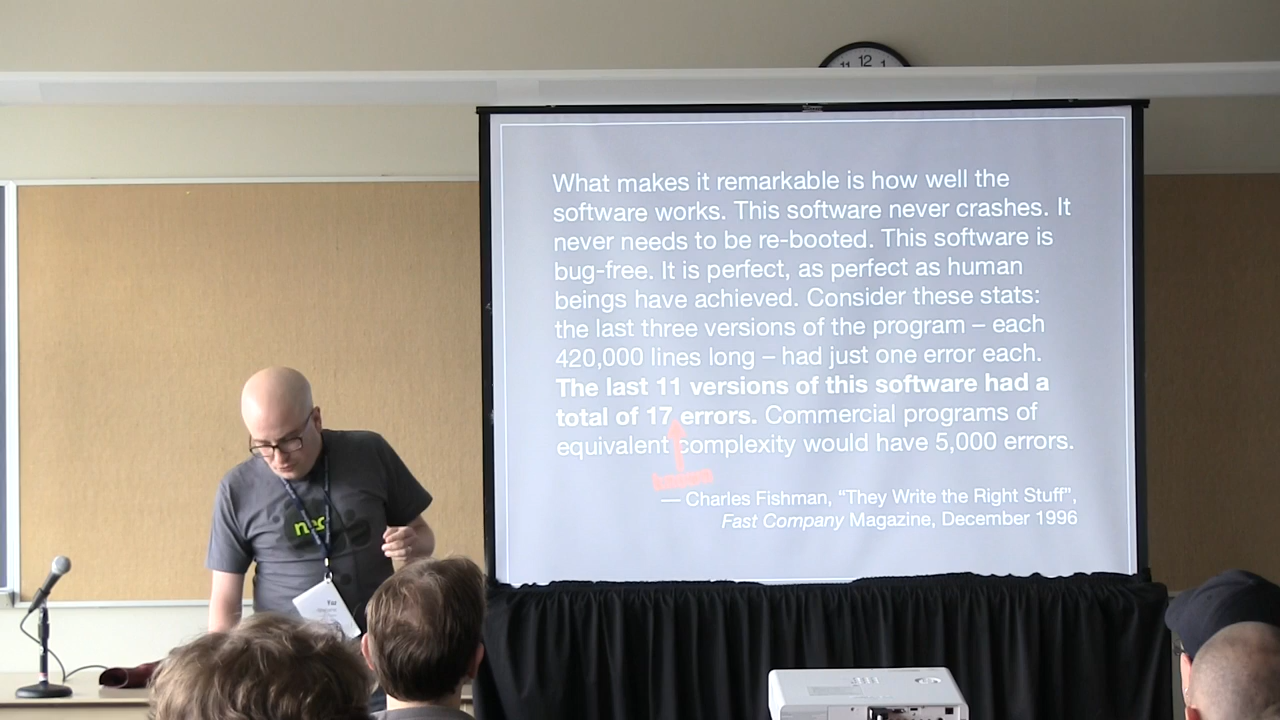 11 12 1
What makes it remarkable is how well the
software works. This software never crashes. It
never needs to be re-booted. This software is
bug-free. It is perfect, as perfect as human
beings have achieved. Consider these stats:
the last three versions of the program – each
420,000 lines long – had just one error each.
The last 11 versions of this software had a
total of 17 errors. Commercial programs of
equivalent complexity would have 5,000 errors.
— Charles Fishman, “They Write the Right Stuff”,
Fast Company Magazine, December 1996